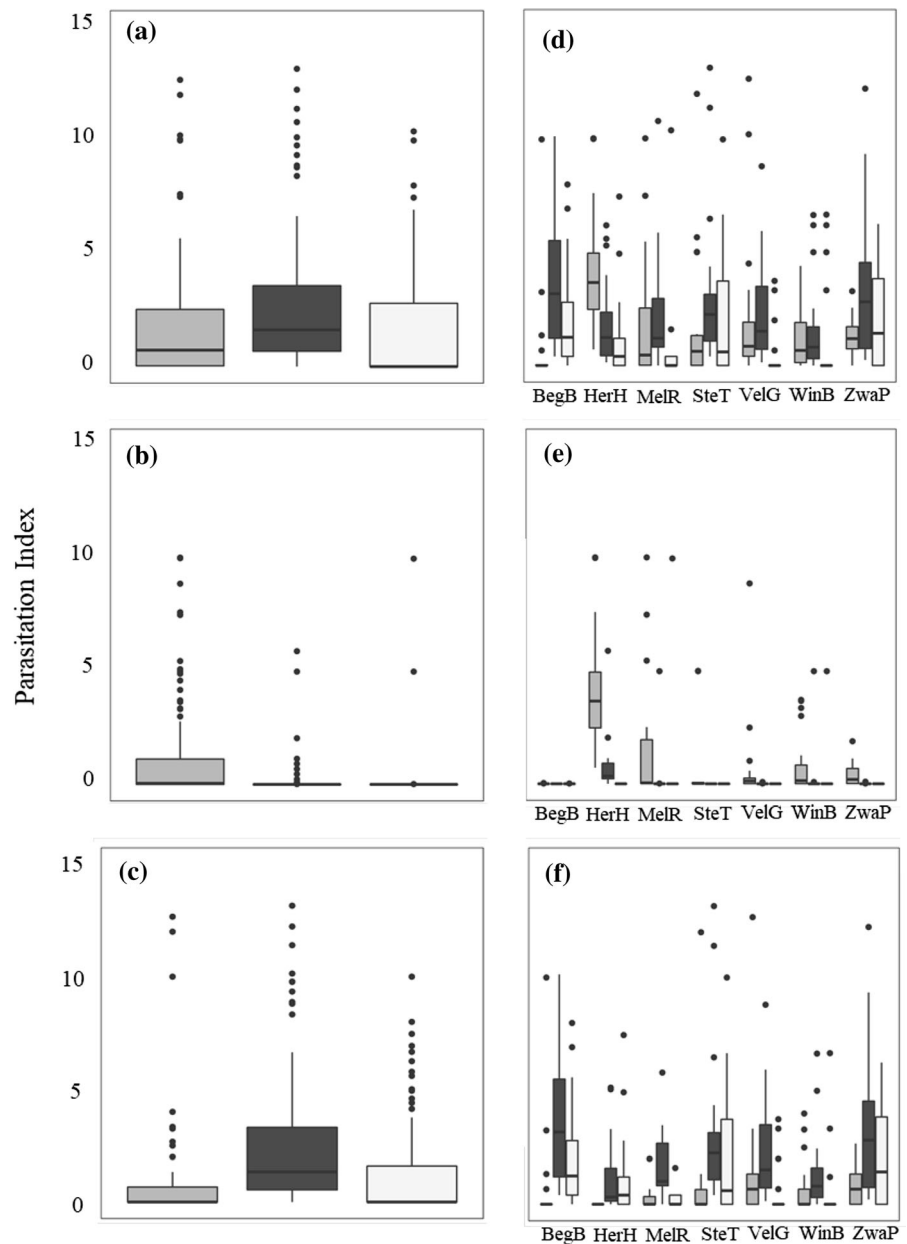 (a)
15
10
5
0
(d)
BegB HerH MelR SteT VelG WinB ZwaP
Parasitation Index
(b)
15
10
5
0
(e)
BegB HerH MelR SteT VelG WinB ZwaP
(c)
15
10
5
0
(f)
BegB HerH MelR SteT VelG WinB ZwaP